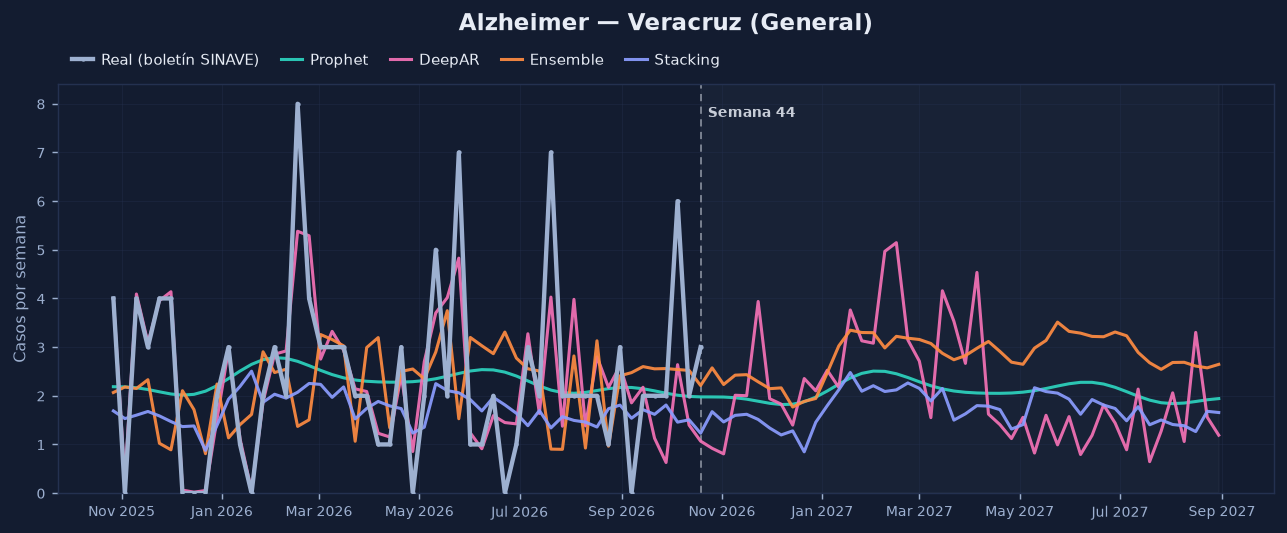 Alzheimer — Veracruz (General)
Real (boletín SINAVE) Prophet DeepAR Ensemble Stacking
Semana 44
Casos por semana
8
7
6
5
4
3
2
1
0
Nov 2025 Jan 2026 Mar 2026 May 2026 Jul 2026 Sep 2026 Nov 2026 Jan 2027 Mar 2027 May 2027 Jul 2027 Sep 2027